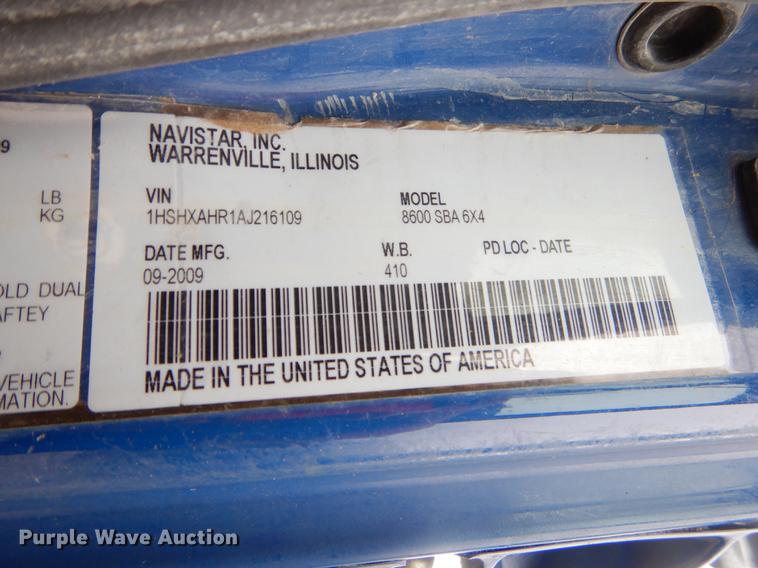 9
LB
KG
OLD DUAL
AFTEY
VEHICLE
MATION.
NAVISTAR, INC.
WARRENVILLE, ILLINOIS
VIN MODEL
1HSHXAHR1AJ216109 8600 SBA 6X4
DATE MFG. W.B. PD LOC - DATE
09-2009 410
MADE IN THE UNITED STATES OF AMERICA
Purple Wave Auction